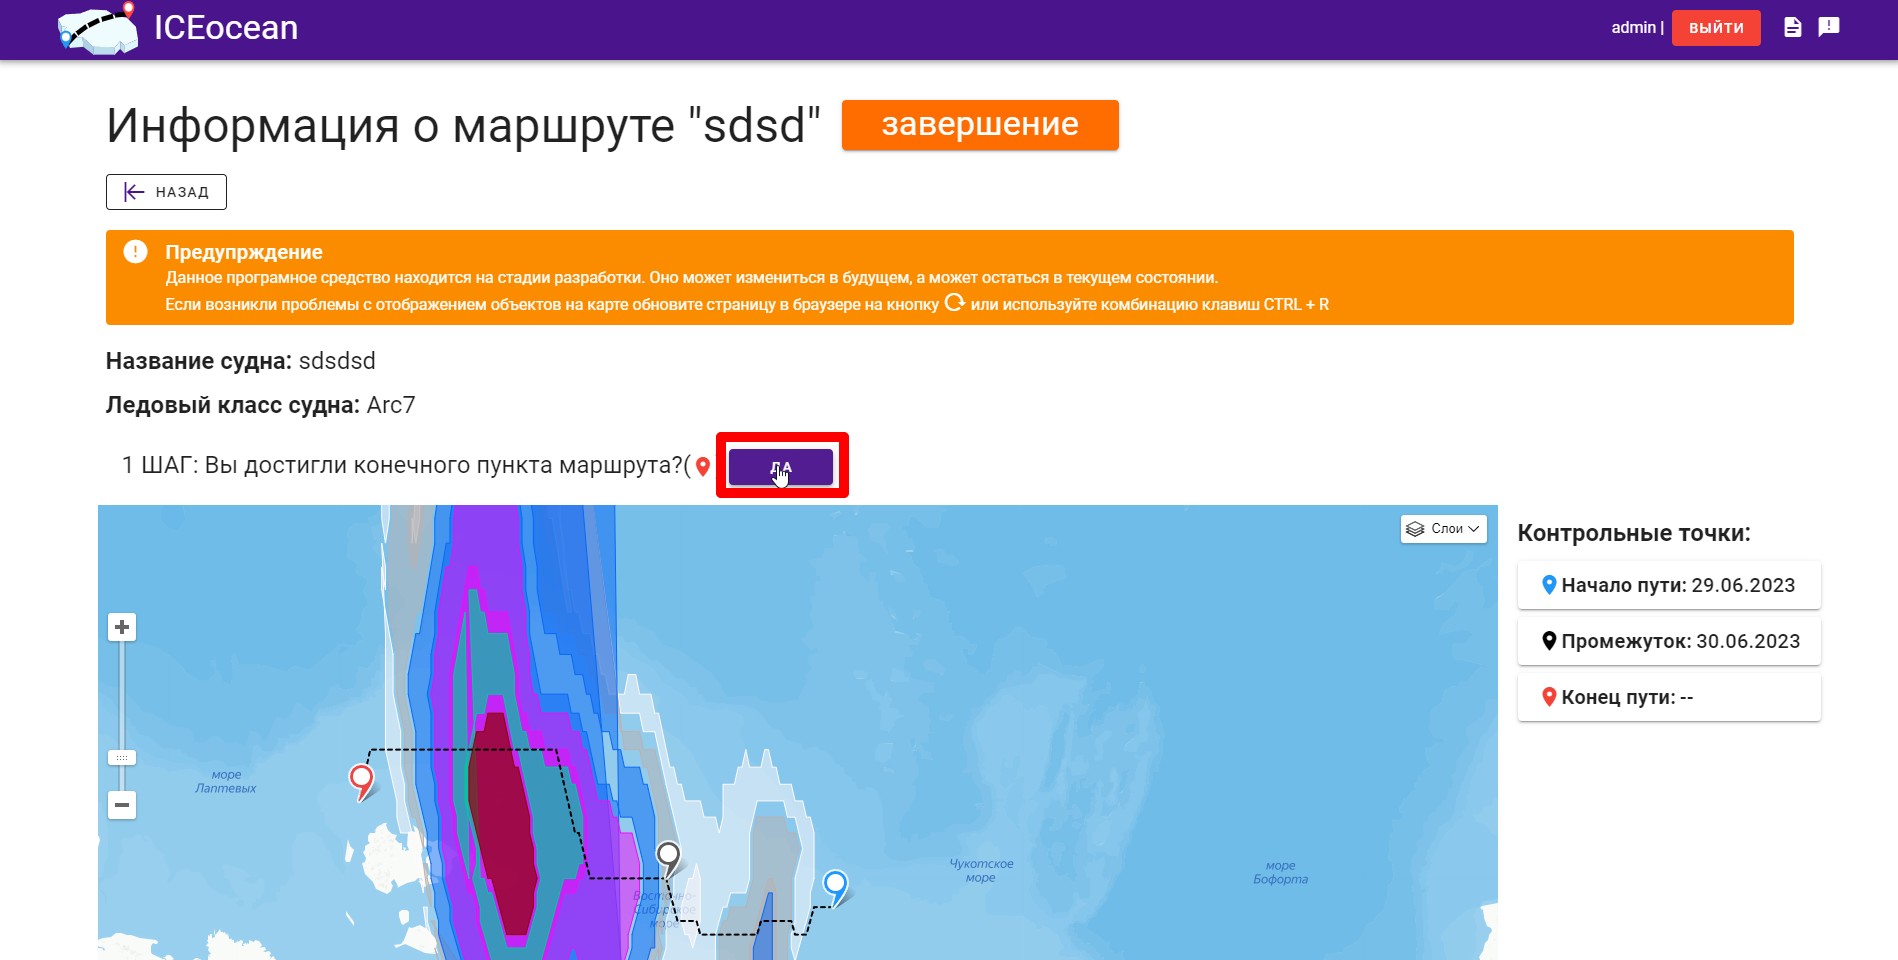 ICEocean
admin |
ВЫЙТИ
Информация о маршруте "sdsd"
завершение
НАЗАД
Предупрждение
Данное програмное средство находится на стадии разработки. Оно может измениться в будущем, а может остаться в текущем состоянии.
Если возникли проблемы с отображением объектов на карте обновите страницу в браузере на кнопку или используйте комбинацию клавиш CTRL + R
Название судна: sdsdsd
Ледовый класс судна: Arc7
1 ШАГ: Вы достигли конечного пункта маршрута?(
ДА
Слои
Контрольные точки:
Начало пути: 29.06.2023
Промежуток: 30.06.2023
Конец пути: --
море
Лаптевых
Восточно-
Сибирское
море
Чукотское
море
море
Бофорта